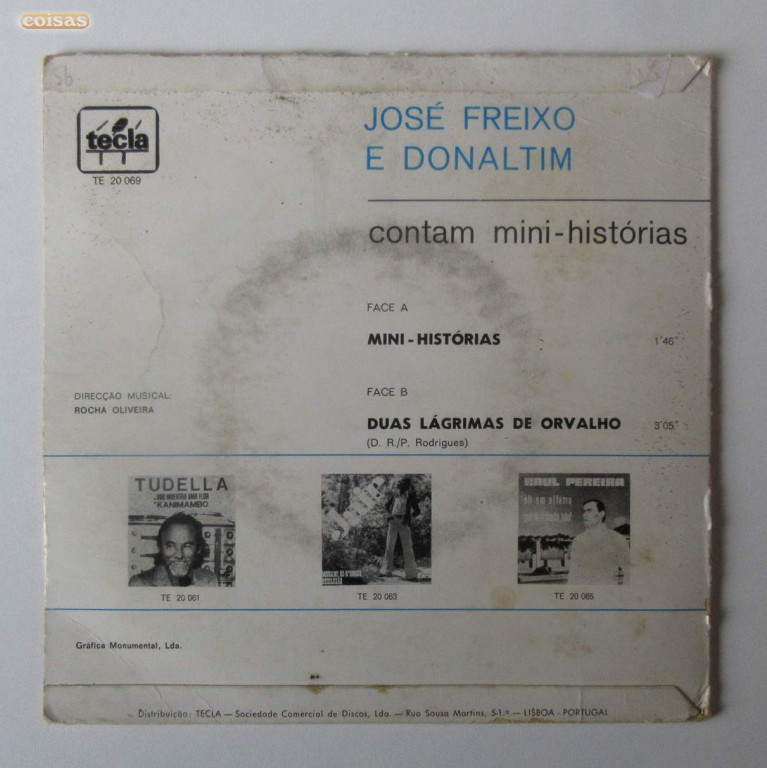 coisas
56
tecla
TE 20 069
JOSÉ FREIXO
E DONALTIM
contam mini-histórias
FACE A
MINI-HISTÓRIAS 1'46"
FACE B
DUAS LÁGRIMAS DE ORVALHO 3'05"
(D. R./P. Rodrigues)
DIRECÇÃO MUSICAL:
ROCHA OLIVEIRA
TUDELLA
KANIMAMBO
TE 20 061
TE 20 063
RAUL PEREIRA
TE 20 065
Gráfica Monumental, Lda.
Distribuição: TECLA — Sociedade Comercial de Discos, Lda. — Rua Sousa Martins, 5-1.º — LISBOA - PORTUGAL